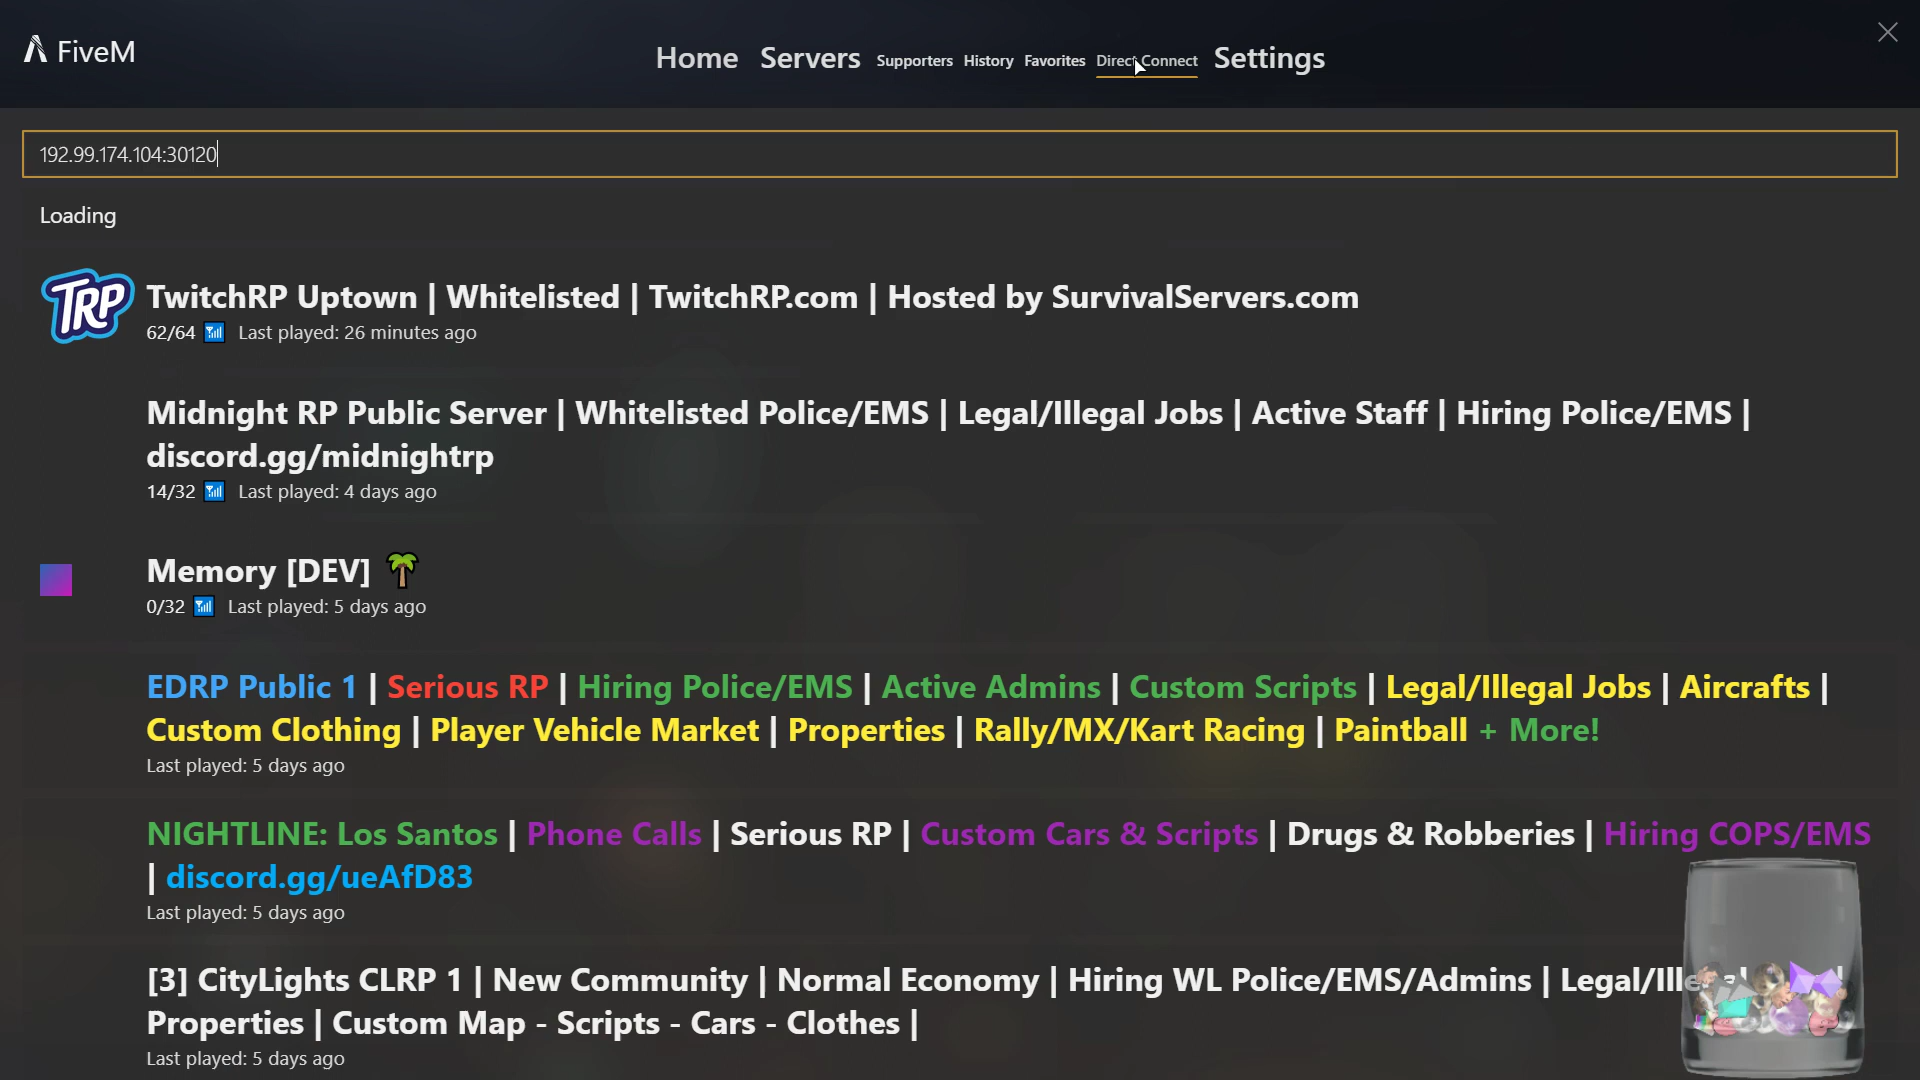 FiveM
Home Servers Supporters History Favorites Direct Connect Settings
192.99.174.104:30120
Loading
TRP
TwitchRP Uptown | Whitelisted | TwitchRP.com | Hosted by SurvivalServers.com
62/64 📶 Last played: 26 minutes ago
Midnight RP Public Server | Whitelisted Police/EMS | Legal/Illegal Jobs | Active Staff | Hiring Police/EMS |
discord.gg/midnightrp
14/32 📶 Last played: 4 days ago
Memory [DEV] 🌴
0/32 📶 Last played: 5 days ago
EDRP Public 1 | Serious RP | Hiring Police/EMS | Active Admins | Custom Scripts | Legal/Illegal Jobs | Aircrafts |
Custom Clothing | Player Vehicle Market | Properties | Rally/MX/Kart Racing | Paintball + More!
Last played: 5 days ago
NIGHTLINE: Los Santos | Phone Calls | Serious RP | Custom Cars & Scripts | Drugs & Robberies | Hiring COPS/EMS
| discord.gg/ueAfD83
Last played: 5 days ago
[3] CityLights CLRP 1 | New Community | Normal Economy | Hiring WL Police/EMS/Admins |
Properties | Custom Map - Scripts - Cars - Clothes |
Last played: 5 days ago